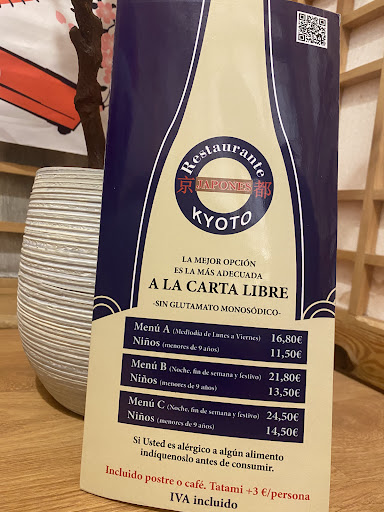 Restaurante
京 JAPONES 都
KYOTO
LA MEJOR OPCIÓN
ES LA MÁS ADECUADA
A LA CARTA LIBRE
-SIN GLUTAMATO MONOSÓDICO-
Menú A (Mediodía de Lunes a Viernes) 16,80€
Niños (menores de 9 años) 11,50€
Menú B (Noche, fin de semana y festivo) 21,80€
Niños (menores de 9 años) 13,50€
Menú C (Noche, fin de semana y festivo) 24,50€
Niños (menores de 9 años) 14,50€
Si Usted es alérgico a algún alimento
indíquenoslo antes de consumir.
Incluido postre o café. Tatami +3 €/persona
IVA incluido